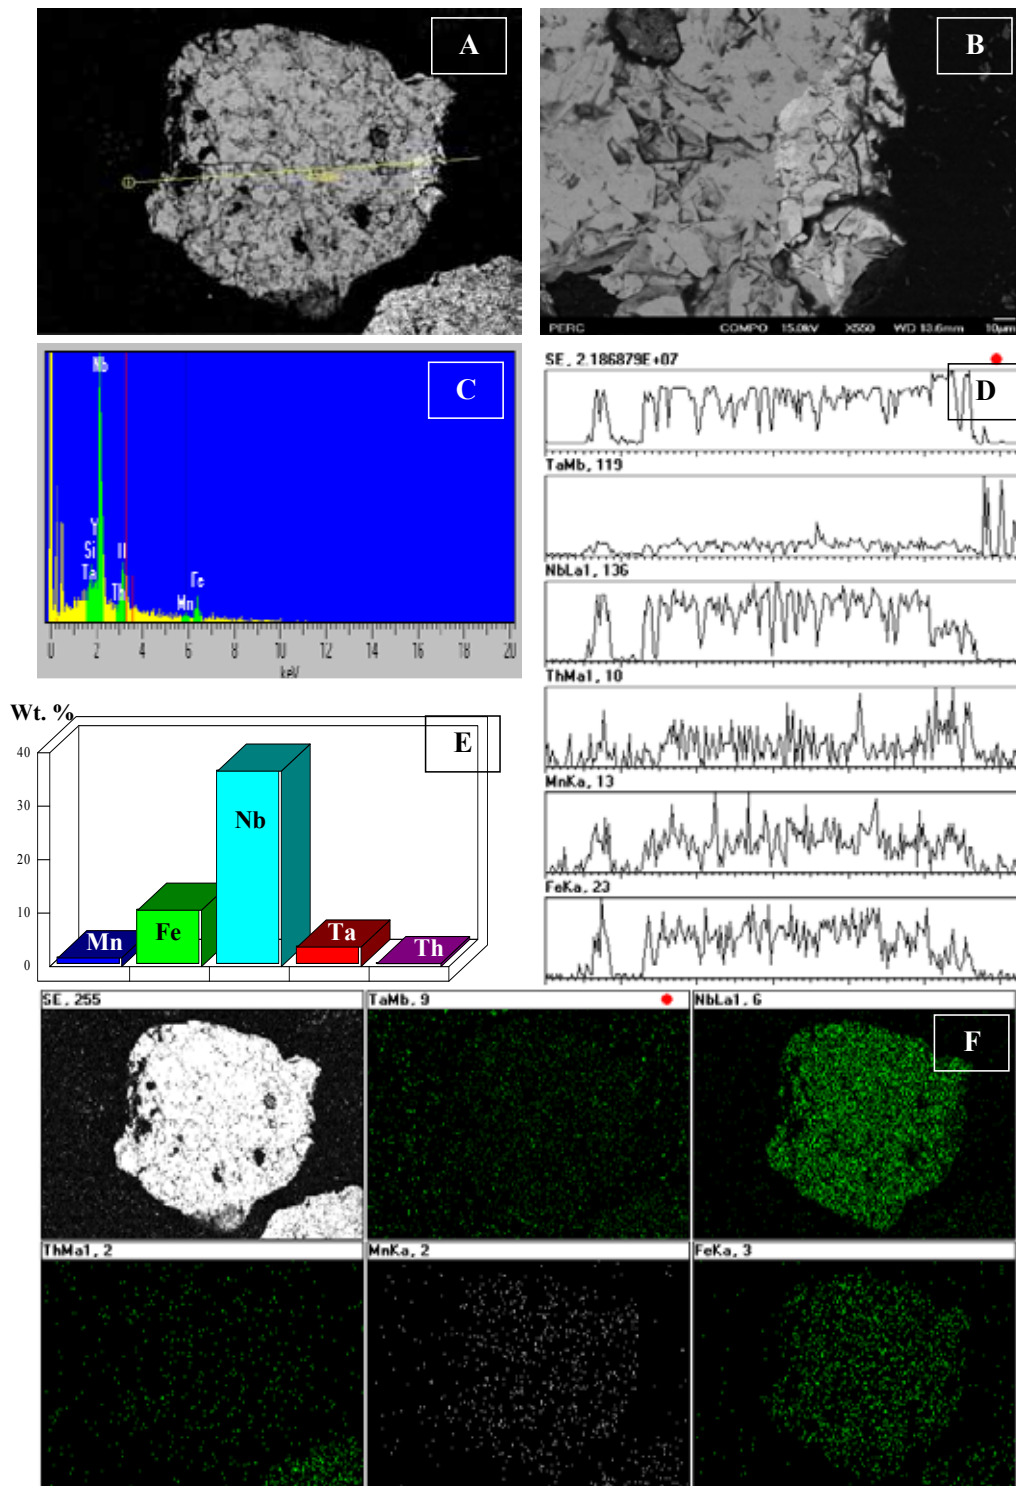 A
B
PERC COMPO 15.0kV X550 WD 13.6mm 10µm
C
Nb
Y
Si
Ta
Th
Mn
Fe
0 2 4 6 8 10 12 14 16 18 20
keV
SE, 2.186879E+07
D
TaMb, 119
NbLa1, 136
ThMa1, 10
MnKa, 13
FeKa, 23
Wt. %
E
40
30
20
10
0
Mn
Fe
Nb
Ta
Th
SE, 255
TaMb, 9
NbLa1, 6
F
ThMa1, 2
MnKa, 2
FeKa, 3